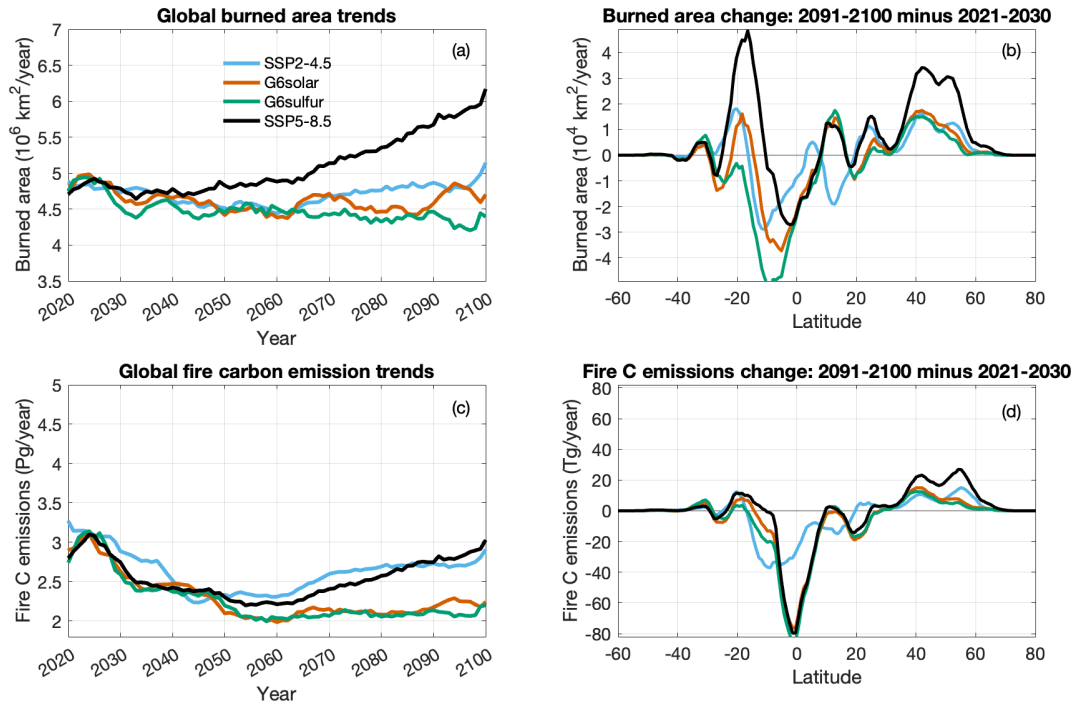 Global burned area trends
(a)
Burned area (10⁶ km²/year)
7
6.5
6
5.5
5
4.5
4
3.5
SSP2-4.5
G6solar
G6sulfur
SSP5-8.5
2020 2030 2040 2050 2060 2070 2080 2090 2100
Year
Burned area change: 2091-2100 minus 2021-2030
(b)
Burned area (10⁴ km²/year)
4
3
2
1
0
-1
-2
-3
-4
-60 -40 -20 0 20 40 60 80
Latitude
Global fire carbon emission trends
(c)
Fire C emissions (Pg/year)
5
4.5
4
3.5
3
2.5
2
2020 2030 2040 2050 2060 2070 2080 2090 2100
Year
Fire C emissions change: 2091-2100 minus 2021-2030
(d)
Fire C emissions (Tg/year)
80
60
40
20
0
-20
-40
-60
-80
-60 -40 -20 0 20 40 60 80
Latitude